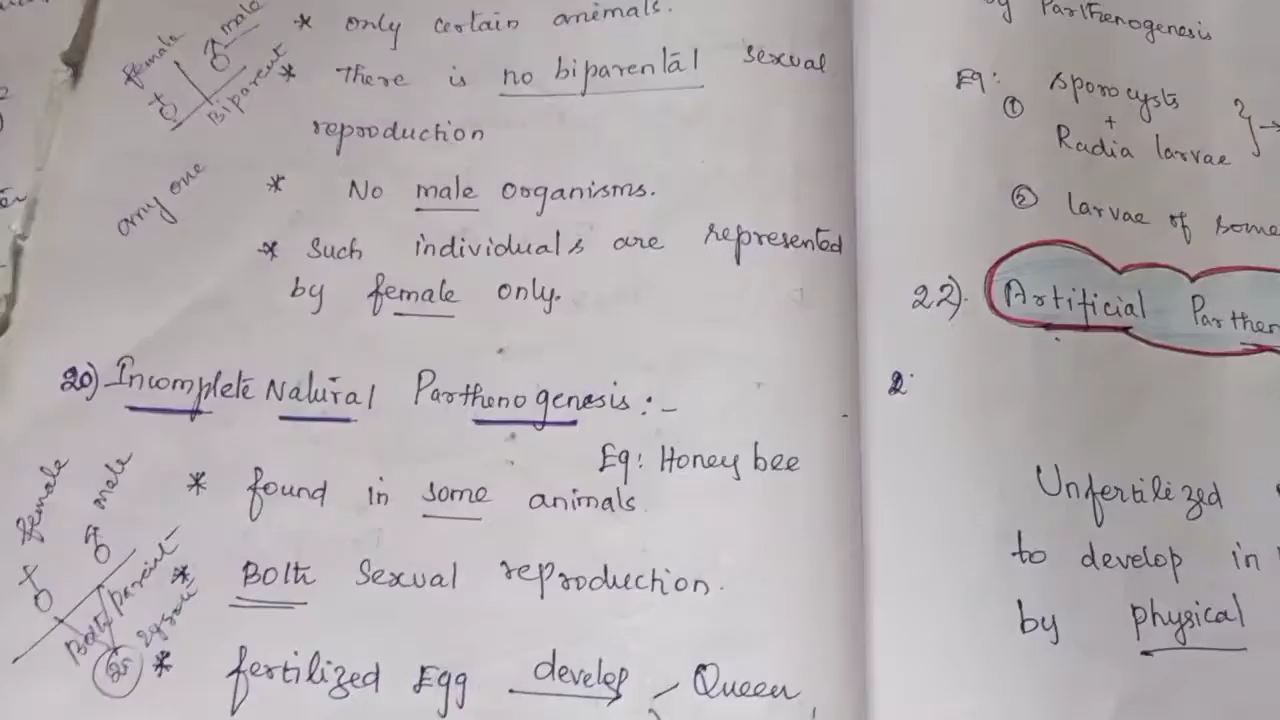 * only certain animals.
female
♂ male
Biparent
* There is no biparental sexual
reproduction
any one
* No male organisms.
* Such individuals are represented
by female only.
20) Incomplete Natural Parthenogenesis :-
Eg: Honey bee
female
male
* found in some animals.
Both parent
* Both Sexual reproduction.
* fertilized Egg develop Queen,
by Parthenogenesis
Eg:
① Sporocysts
+
Radia larvae
② larvae of some
22). Artificial Parthen
2.
Unfertilized
to develop in
by physical